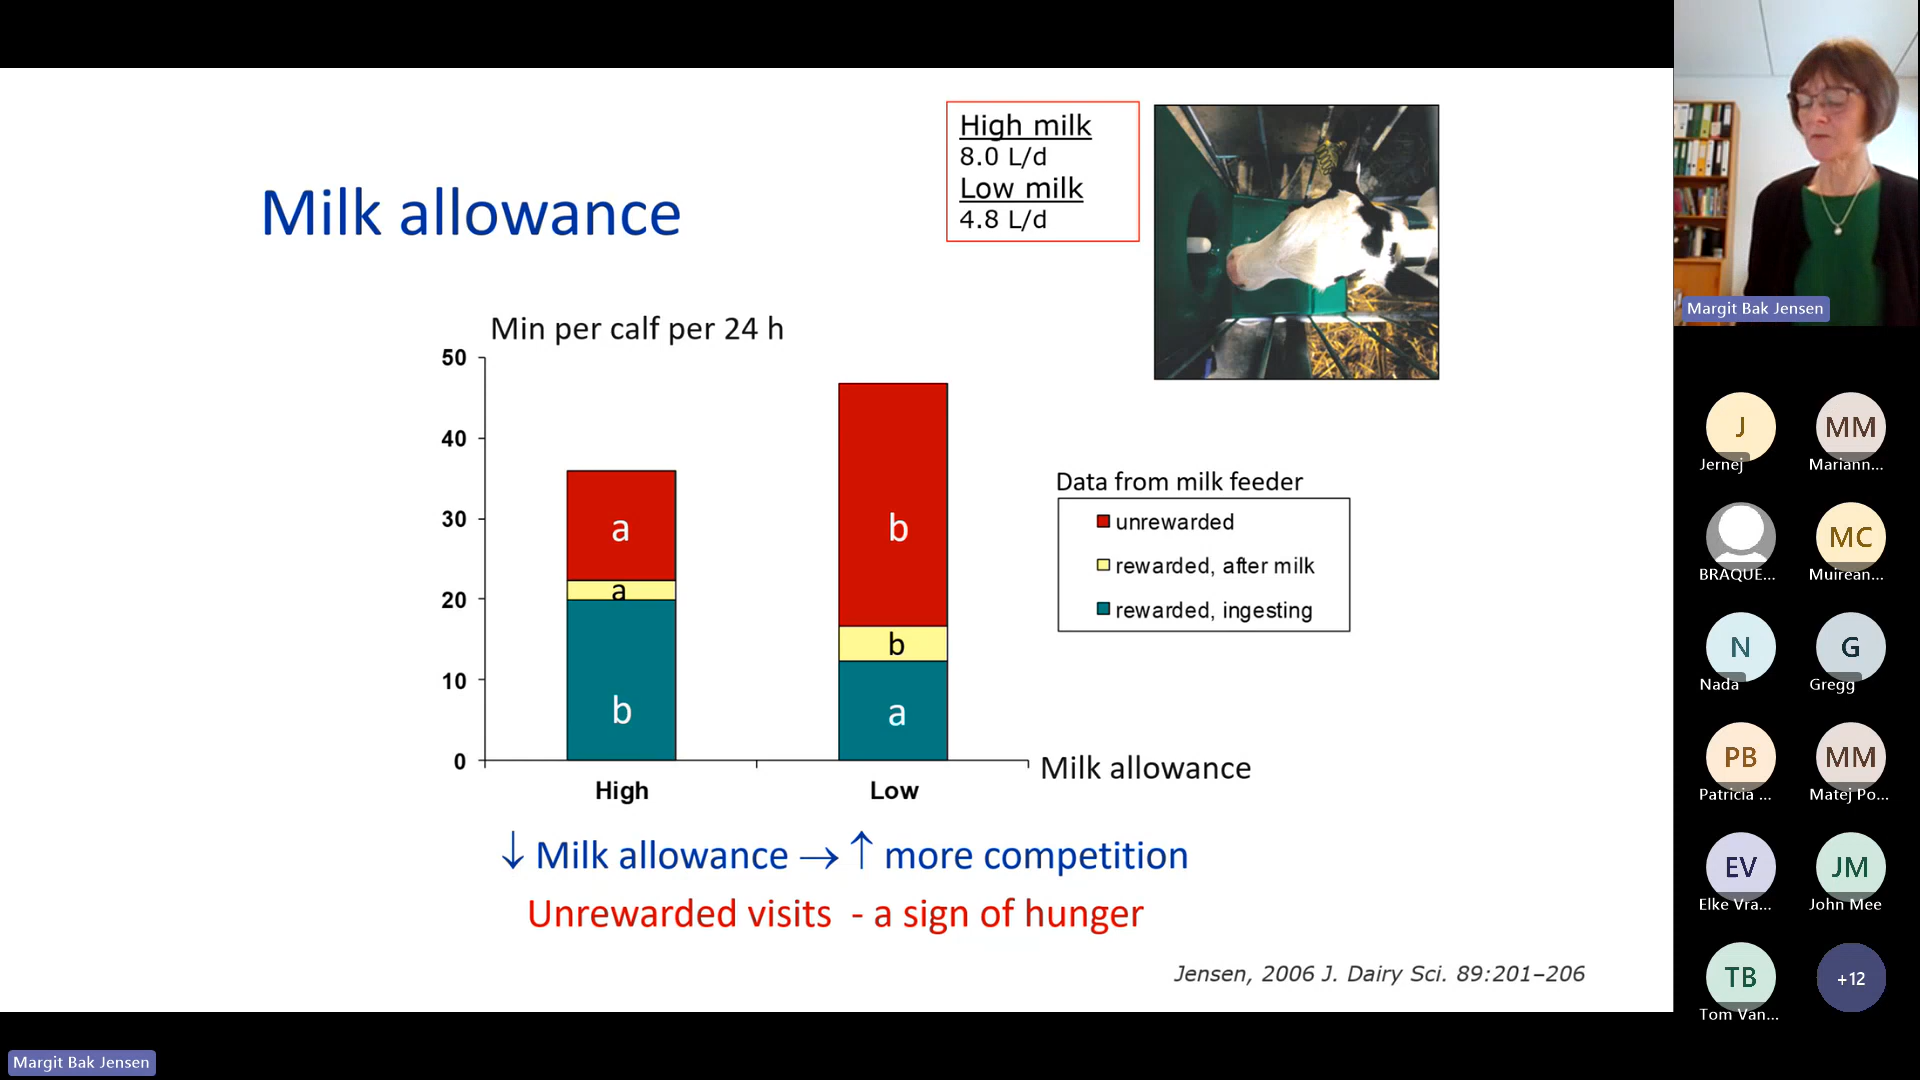 High milk
8.0 L/d
Low milk
4.8 L/d
Milk allowance
Min per calf per 24 h
50
40
30
20
10
0
a
a
b
b
b
a
High
Low
Milk allowance
Data from milk feeder
unrewarded
rewarded, after milk
rewarded, ingesting
↓ Milk allowance → ↑ more competition
Unrewarded visits - a sign of hunger
Jensen, 2006 J. Dairy Sci. 89:201–206
Margit Bak Jensen
J
Jernej
MM
Mariann...
BRAQUE...
MC
Muirean...
N
Nada
G
Gregg
PB
Patricia ...
MM
Matej Po...
EV
Elke Vra...
JM
John Mee
TB
Tom Van...
+12
Margit Bak Jensen